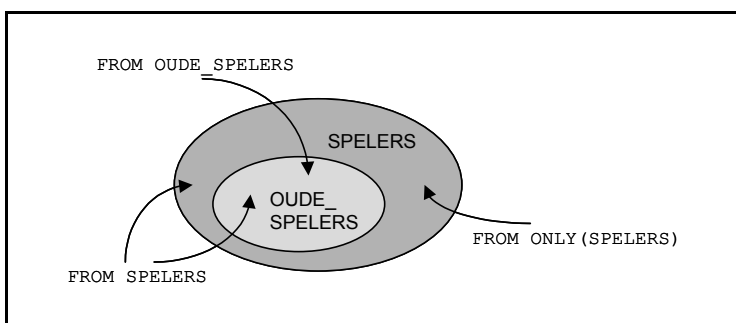 FROM OUDE_SPELERS
SPELERS
OUDE_
SPELERS
FROM ONLY(SPELERS)
FROM SPELERS